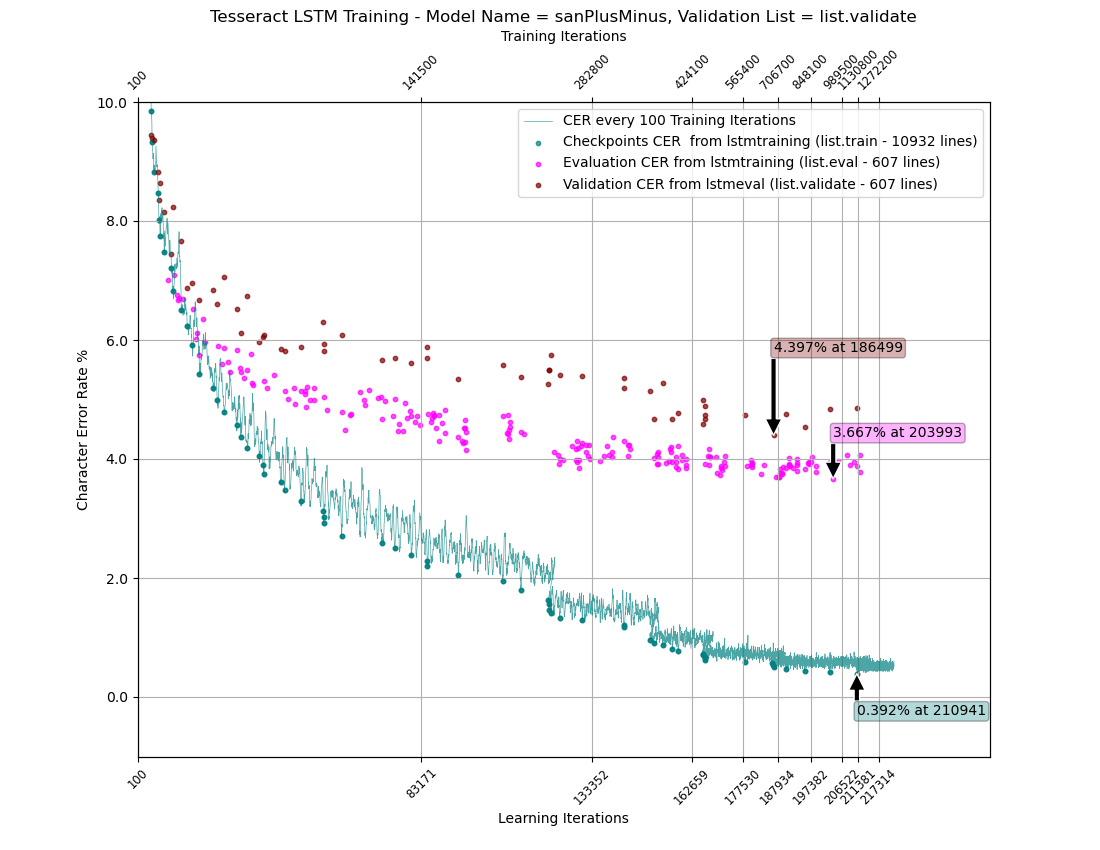 Tesseract LSTM Training - Model Name = sanPlusMinus, Validation List = list.validate
Training Iterations
100 141500 282800 424100 565400 706700 848100 989500 1130800 1272200
CER every 100 Training Iterations
Checkpoints CER  from lstmtraining (list.train - 10932 lines)
Evaluation CER from lstmtraining (list.eval - 607 lines)
Validation CER from lstmeval (list.validate - 607 lines)
Character Error Rate %
10.0
8.0
6.0
4.0
2.0
0.0
4.397% at 186499
3.667% at 203993
0.392% at 210941
100 83171 133352 162659 177530 187934 197382 206522 211381 217314
Learning Iterations